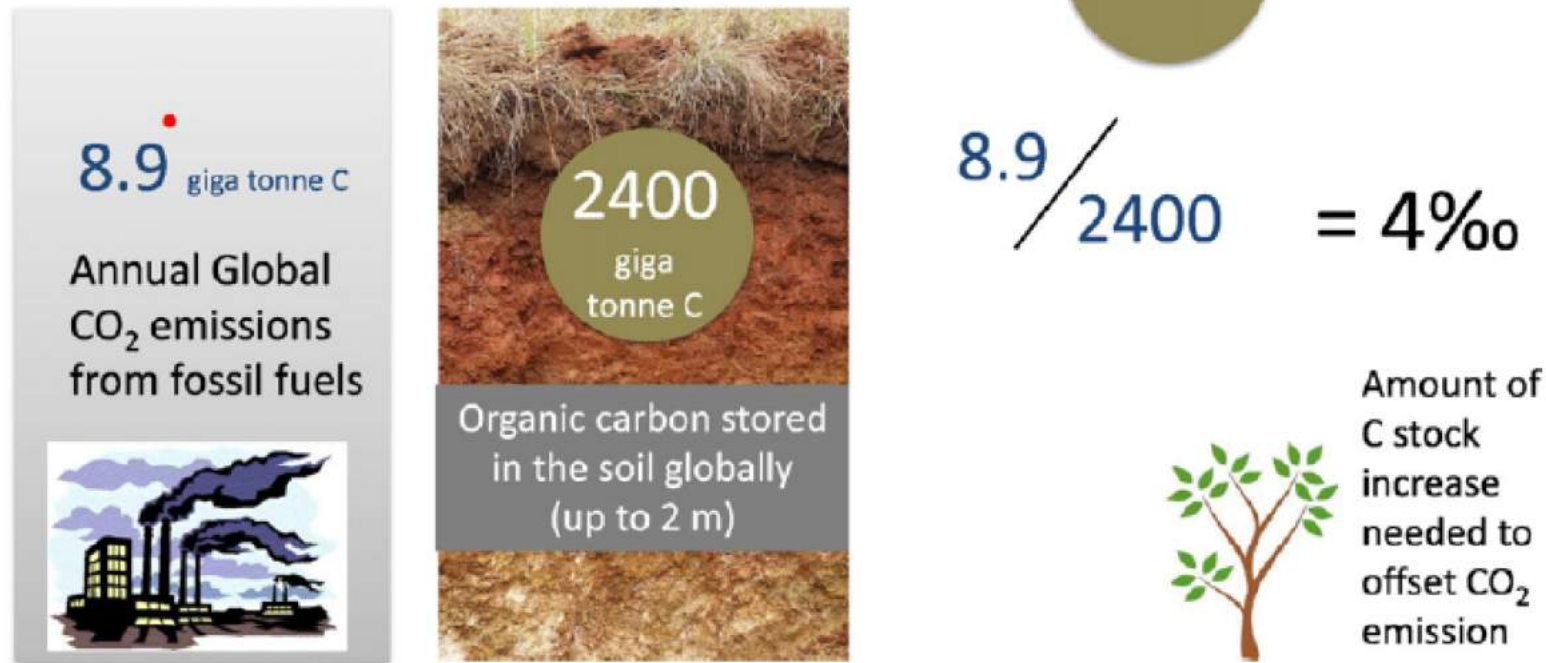 8.9 giga tonne C
Annual Global
CO₂ emissions
from fossil fuels
2400
giga
tonne C
Organic carbon stored
in the soil globally
(up to 2 m)
8.9/2400 = 4‰
Amount of
C stock
increase
needed to
offset CO₂
emission